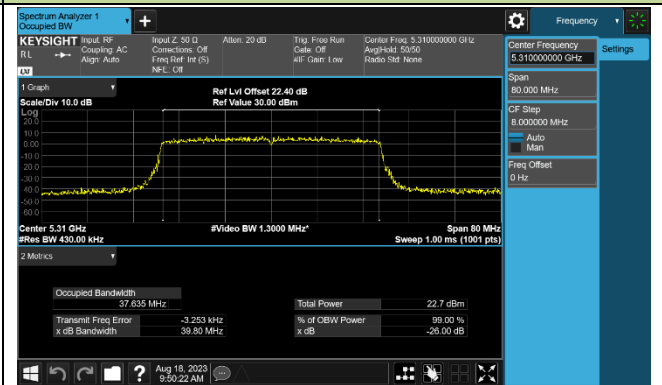 Spectrum Analyzer 1
Occupied BW
Frequency
KEYSIGHT
RL
Input: RF
Coupling: AC
Align: Auto
Input Z: 50 Ω
Corrections: Off
Freq Ref: Int (S)
NFE: Off
Atten: 20 dB
Trig: Free Run
Gate: Off
#IF Gain: Low
Center Freq: 5.310000000 GHz
Avg|Hold: 50/50
Radio Std: None
LXI
Center Frequency
5.310000000 GHz
Settings
Span
80.000 MHz
CF Step
8.000000 MHz
Auto
Man
Freq Offset
0 Hz
1 Graph
Scale/Div 10.0 dB
Ref Lvl Offset 22.40 dB
Ref Value 30.00 dBm
Log
20.0
10.0
0.00
-10.0
-20.0
-30.0
-40.0
-50.0
-60.0
Center 5.31 GHz
#Video BW 1.3000 MHz*
Span 80 MHz
#Res BW 430.00 kHz
Sweep 1.00 ms (1001 pts)
2 Metrics
Occupied Bandwidth
37.635 MHz
Total Power
22.7 dBm
Transmit Freq Error
-3.253 kHz
% of OBW Power
99.00 %
x dB Bandwidth
39.80 MHz
x dB
-26.00 dB
Aug 18, 2023
9:50:22 AM